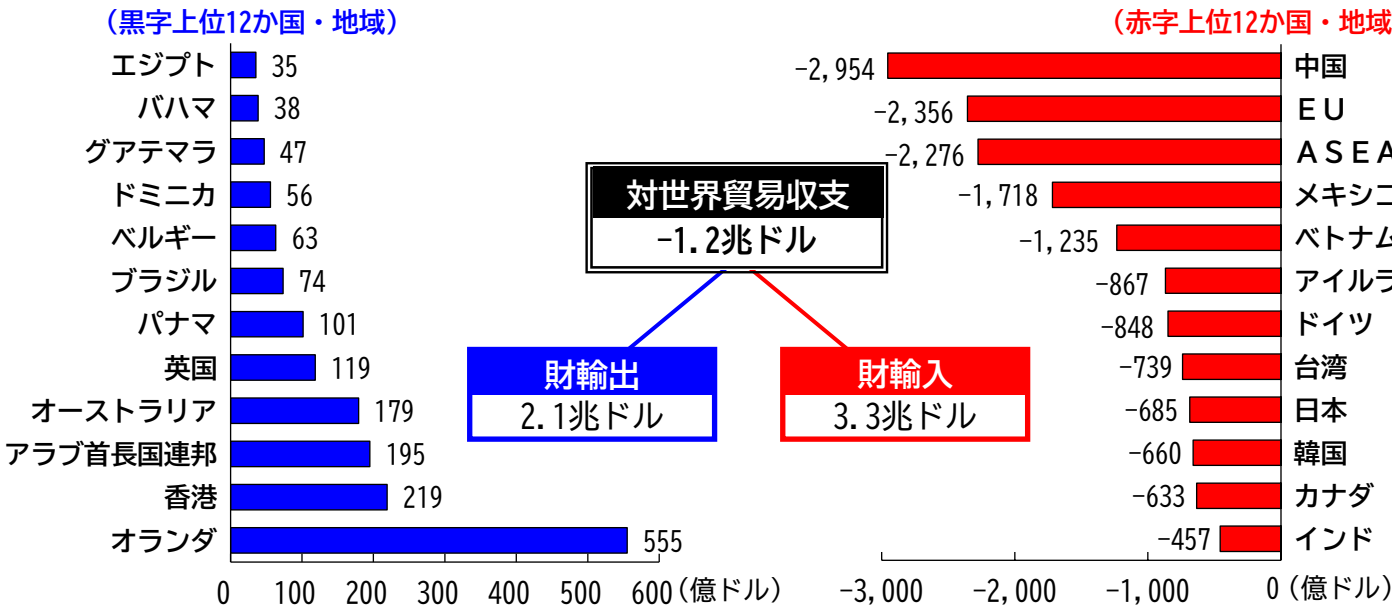 (黒字上位12か国・地域)
エジプト 35
バハマ 38
グアテマラ 47
ドミニカ 56
ベルギー 63
ブラジル 74
パナマ 101
英国 119
オーストラリア 179
アラブ首長国連邦 195
香港 219
オランダ 555
0 100 200 300 400 500 600 (億ドル)
対世界貿易収支
-1.2兆ドル
財輸出
2.1兆ドル
財輸入
3.3兆ドル
(赤字上位12か国・地域
-2,954 中国
-2,356 EU
-2,276 ASEA
-1,718 メキシコ
-1,235 ベトナム
-867 アイルラ
-848 ドイツ
-739 台湾
-685 日本
-660 韓国
-633 カナダ
-457 インド
-3,000 -2,000 -1,000 0 (億ドル)